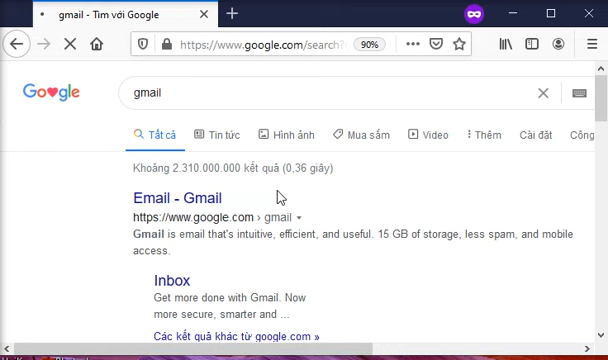 gmail - Tìm với Google
https://www.google.com/search?
90%
Google
gmail
Tất cả
Tin tức
Hình ảnh
Mua sắm
Video
Thêm
Cài đặt
Công
Khoảng 2.310.000.000 kết quả (0,36 giây)
Email - Gmail
https://www.google.com › gmail
Gmail is email that's intuitive, efficient, and useful. 15 GB of storage, less spam, and mobile
access.
Inbox
Get more done with Gmail. Now
more secure, smarter and ...
Các kết quả khác từ google.com »